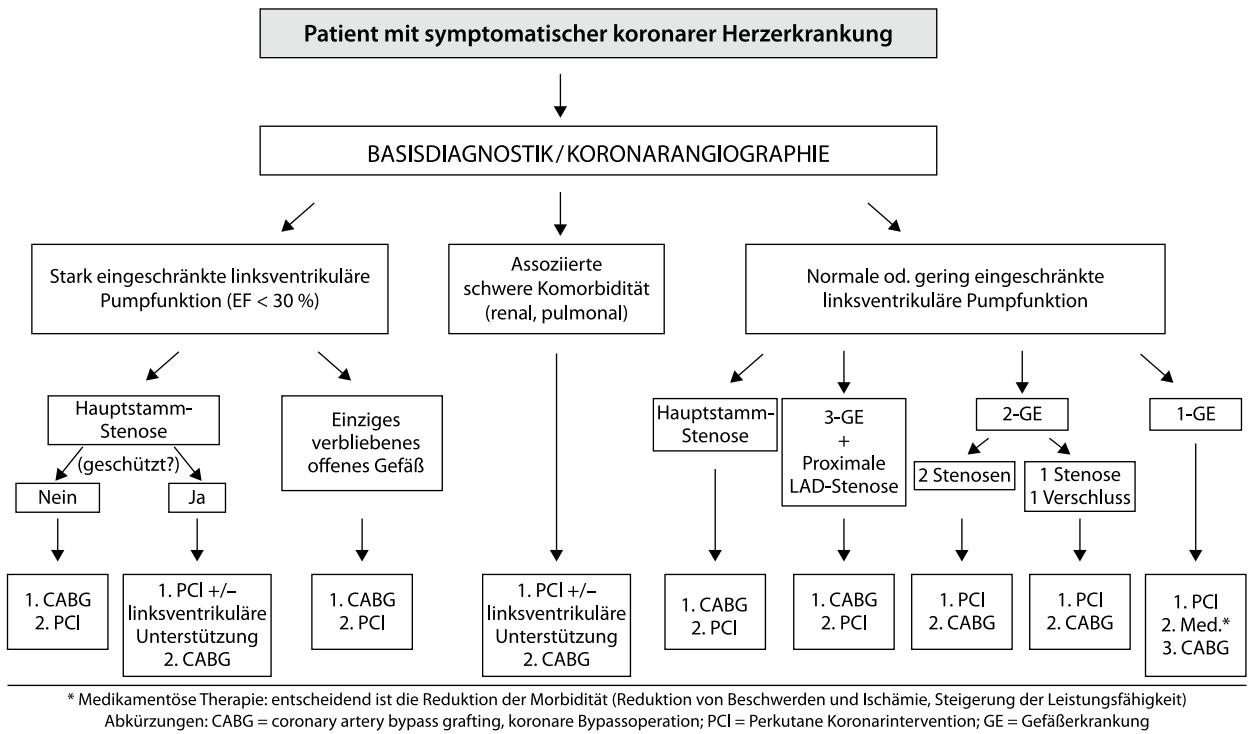 Patient mit symptomatischer koronarer Herzerkrankung
BASISDIAGNOSTIK/KORONARANGIOGRAPHIE
Stark eingeschränkte linksventrikuläre
Pumpfunktion (EF < 30 %)
Assoziierte
schwere Komorbidität
(renal, pulmonal)
Normale od. gering eingeschränkte
linksventrikuläre Pumpfunktion
Hauptstamm-
Stenose
(geschützt?)
Nein
Ja
Einziges
verbliebenes
offenes Gefäß
Hauptstamm-
Stenose
3-GE
+
Proximale
LAD-Stenose
2-GE
2 Stenosen
1 Stenose
1 Verschluss
1-GE
1. CABG
2. PCI
1. PCI +/–
linksventrikuläre
Unterstützung
2. CABG
1. CABG
2. PCI
1. PCI +/–
linksventrikuläre
Unterstützung
2. CABG
1. CABG
2. PCI
1. CABG
2. PCI
1. PCI
2. CABG
1. PCI
2. CABG
1. PCI
2. Med.*
3. CABG
* Medikamentöse Therapie: entscheidend ist die Reduktion der Morbidität (Reduktion von Beschwerden und Ischämie, Steigerung der Leistungsfähigkeit)
Abkürzungen: CABG = coronary artery bypass grafting, koronare Bypassoperation; PCI = Perkutane Koronarintervention; GE = Gefäßerkrankung